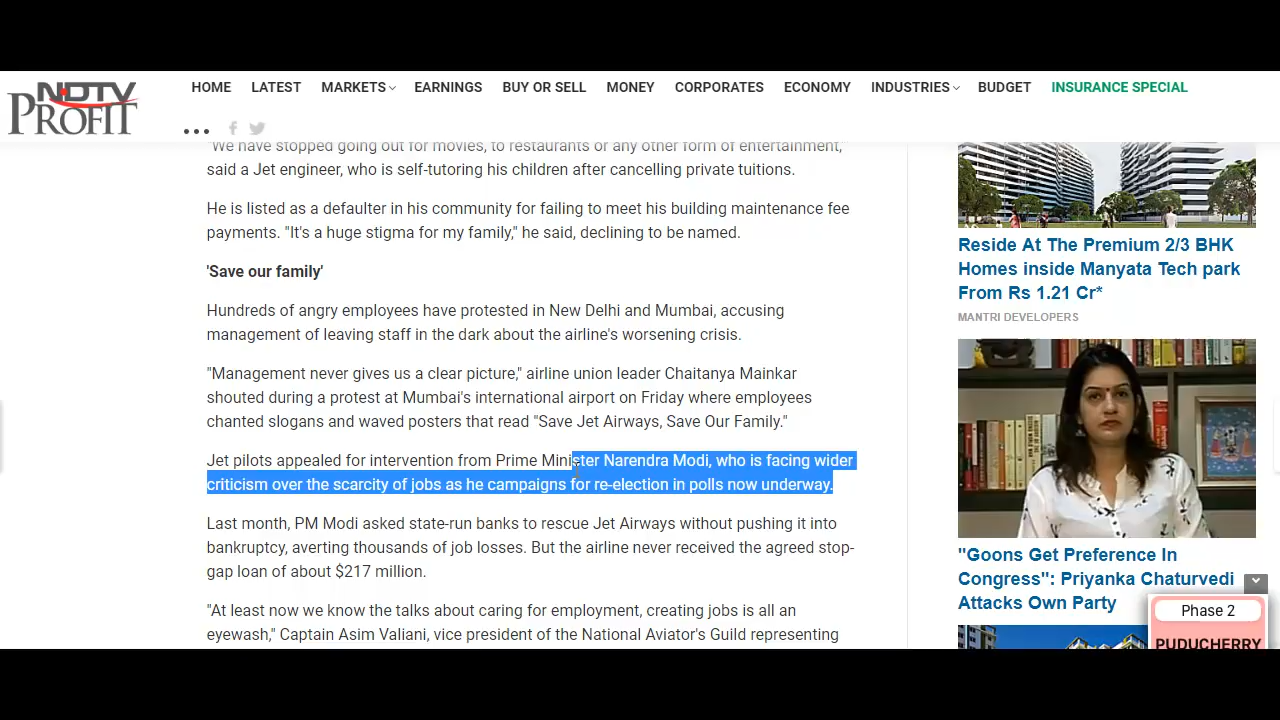 NDTV
PROFIT
HOME LATEST MARKETS EARNINGS BUY OR SELL MONEY CORPORATES ECONOMY INDUSTRIES BUDGET INSURANCE SPECIAL
"We have stopped going out for movies, to restaurants or any other form of entertainment,
said a Jet engineer, who is self-tutoring his children after cancelling private tuitions.
He is listed as a defaulter in his community for failing to meet his building maintenance fee
payments. "It's a huge stigma for my family," he said, declining to be named.
'Save our family'
Hundreds of angry employees have protested in New Delhi and Mumbai, accusing
management of leaving staff in the dark about the airline's worsening crisis.
"Management never gives us a clear picture," airline union leader Chaitanya Mainkar
shouted during a protest at Mumbai's international airport on Friday where employees
chanted slogans and waved posters that read "Save Jet Airways, Save Our Family."
Jet pilots appealed for intervention from Prime Minister Narendra Modi, who is facing wider
criticism over the scarcity of jobs as he campaigns for re-election in polls now underway.
Last month, PM Modi asked state-run banks to rescue Jet Airways without pushing it into
bankruptcy, averting thousands of job losses. But the airline never received the agreed stop-
gap loan of about $217 million.
"At least now we know the talks about caring for employment, creating jobs is all an
eyewash," Captain Asim Valiani, vice president of the National Aviator's Guild representing
Reside At The Premium 2/3 BHK
Homes inside Manyata Tech park
From Rs 1.21 Cr*
MANTRI DEVELOPERS
"Goons Get Preference In
Congress": Priyanka Chaturvedi
Attacks Own Party
Phase 2
PUDUCHERRY